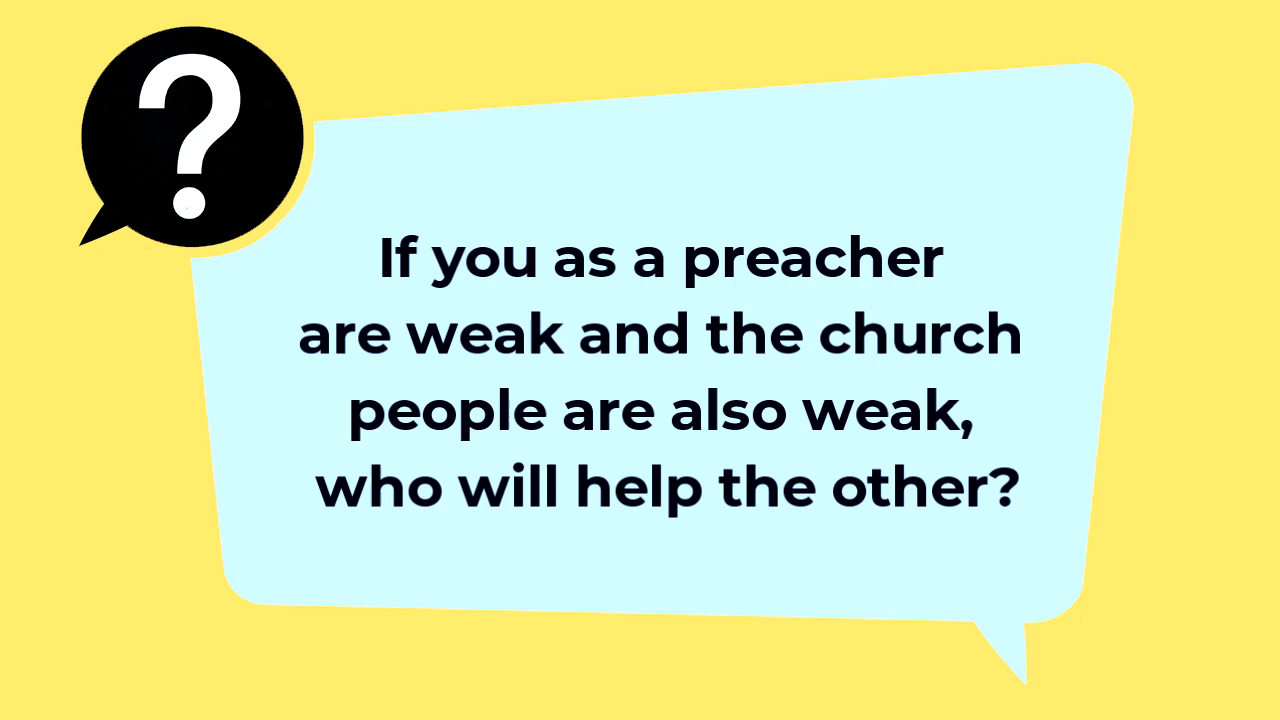 ?
If you as a preacher
are weak and the church
people are also weak,
who will help the other?